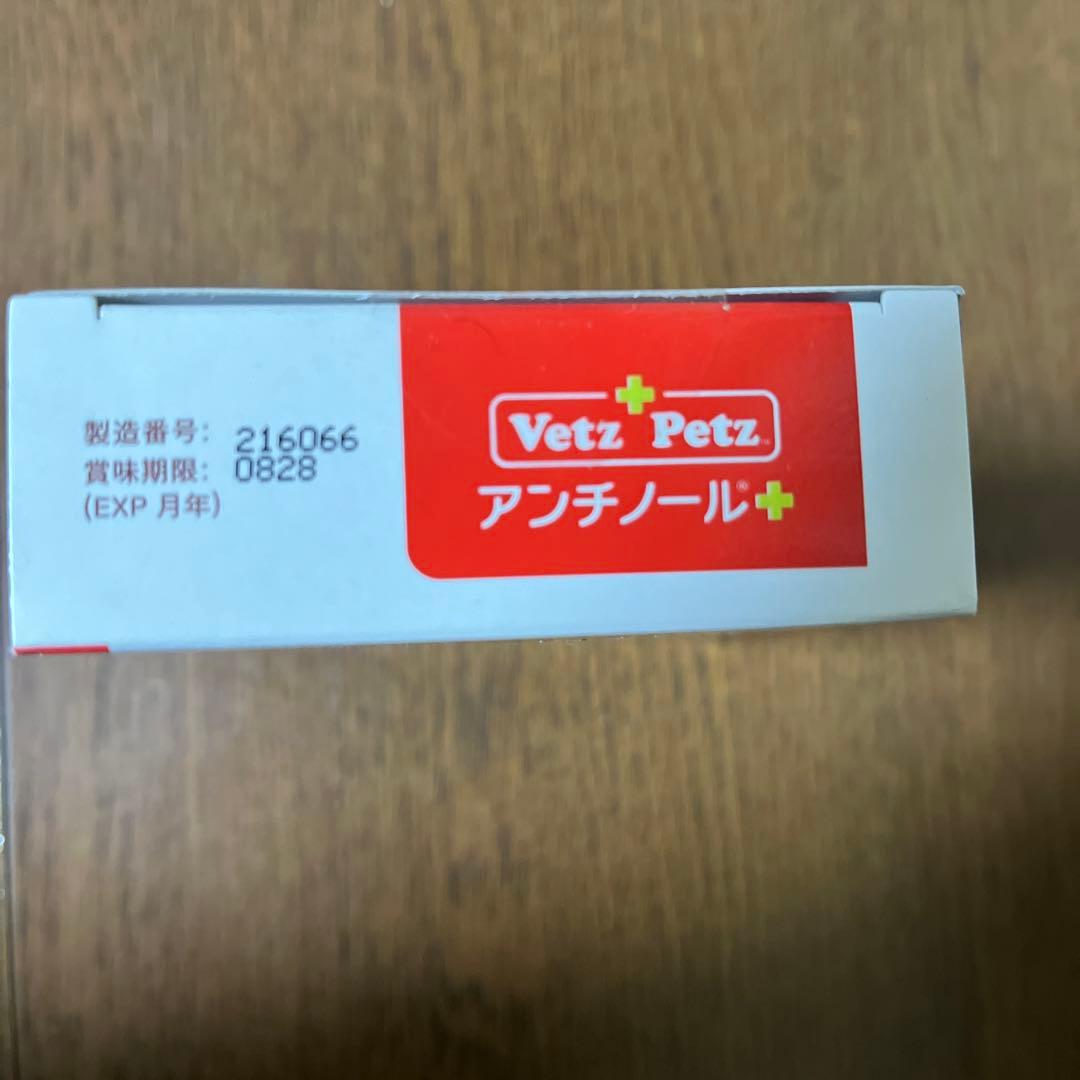 製造番号: 216066
賞味期限: 0828
(EXP 月年)
Vetz Petz™
アンチノール®